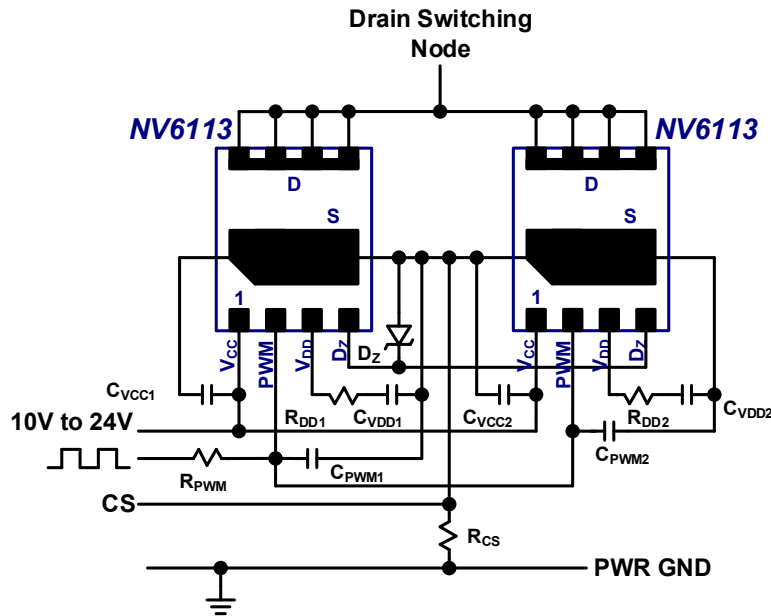 Drain Switching
Node
NV6113
NV6113
D
D
S
S
1
1
VCC
PWM
VDD
DZ
VCC
PWM
VDD
DZ
DZ
CVCC1
RDD1
CVDD1
CVCC2
RDD2
CVDD2
10V to 24V
RPWM
CPWM1
CPWM2
CS
RCS
PWR GND